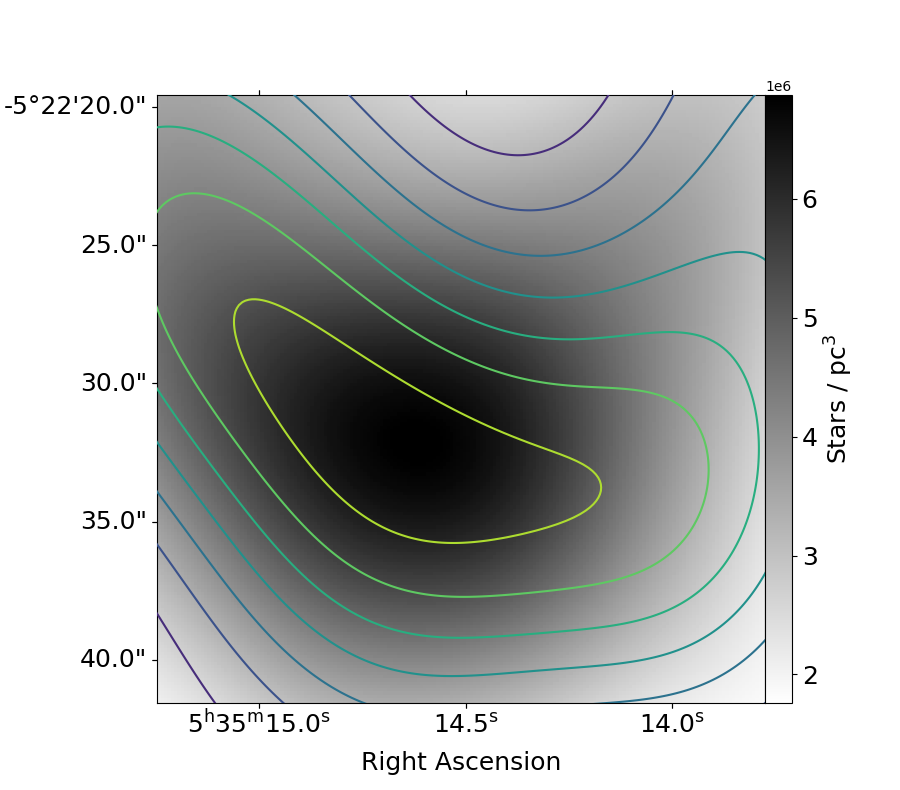 1e6
-5°22'20.0"
25.0"
30.0"
35.0"
40.0"
6
5
4
3
2
Stars / pc³
5ʰ35ᵐ15.0ˢ 14.5ˢ 14.0ˢ
Right Ascension